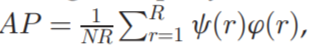 AP = \frac{1}{NR} \sum_{r=1}^{R} \psi(r)\varphi(r),